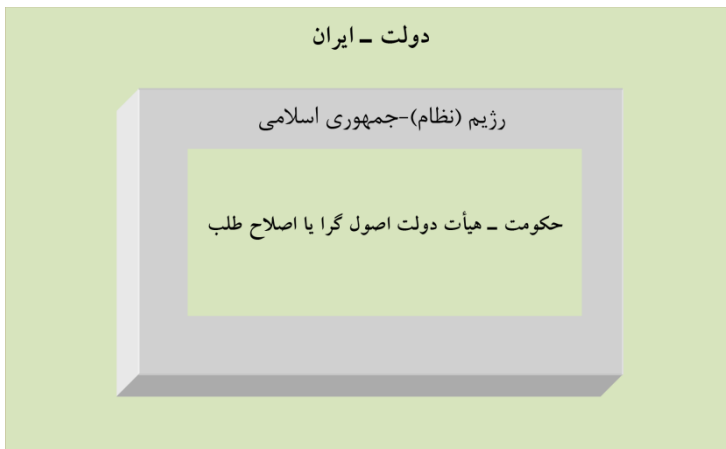 دولت ـ ایران
رژیم (نظام)-جمهوری اسلامی
حکومت ـ هیأت دولت اصول گرا یا اصلاح طلب